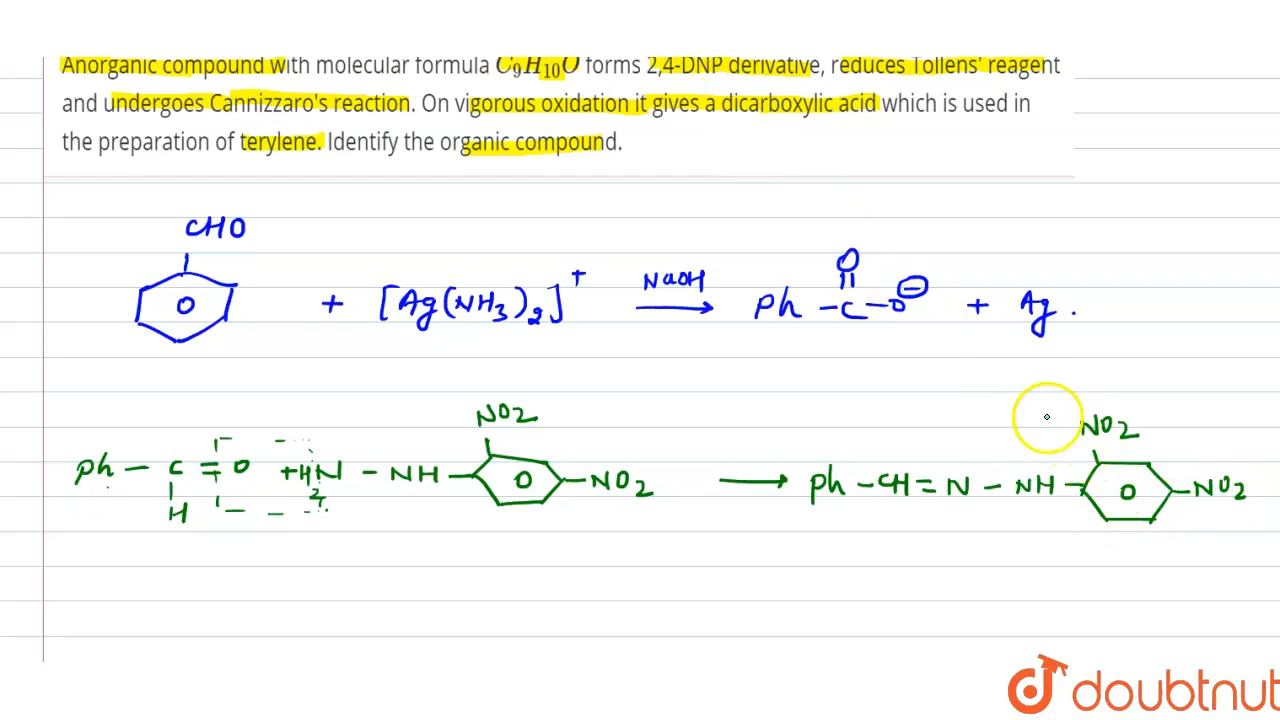 Anorganic compound with molecular formula C₉H₁₀O forms 2,4-DNP derivative, reduces Tollens' reagent
and undergoes Cannizzaro's reaction. On vigorous oxidation it gives a dicarboxylic acid which is used in
the preparation of terylene. Identify the organic compound.
CHO
+ [Ag(NH₃)₂]⁺ NaOH → Ph – C(=O) – O⊖ + Ag.
NO₂ NO₂
Ph – C = O + H₂N – NH – NO₂ → Ph – CH = N – NH – NO₂
H
doubtnut